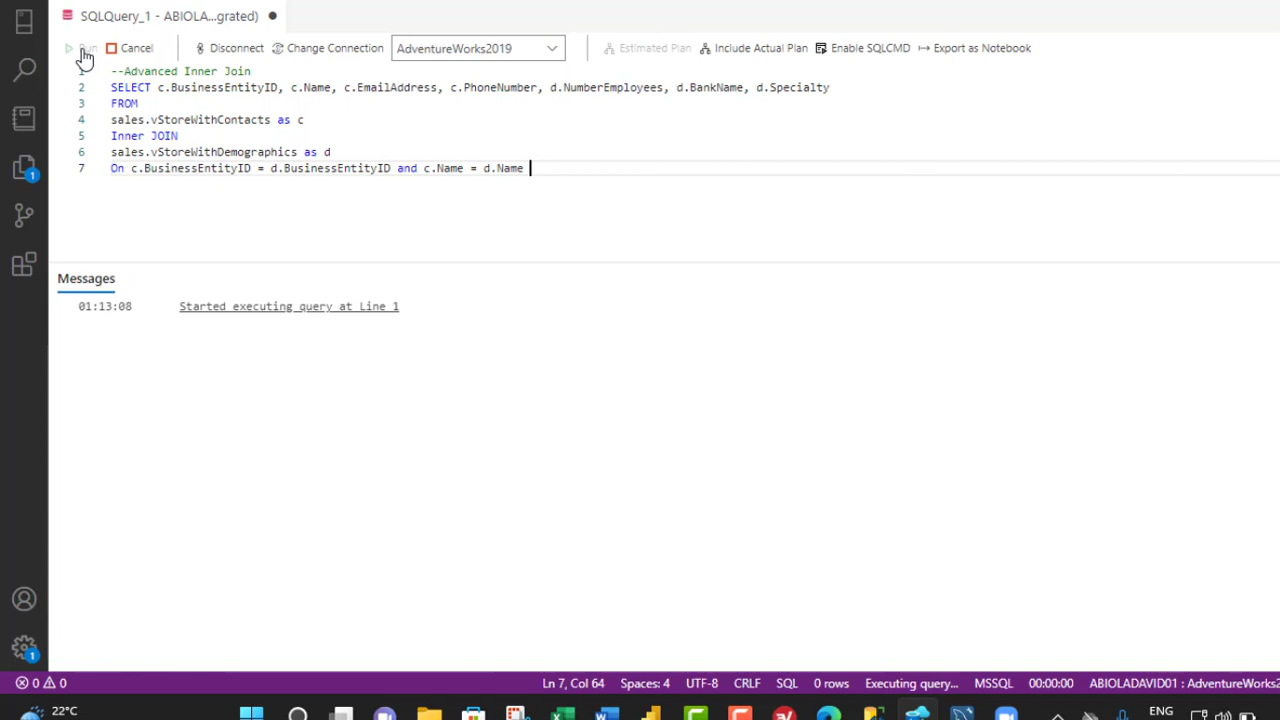 SQLQuery_1 - ABIOLA...grated)
Cancel
Disconnect
Change Connection
AdventureWorks2019
Estimated Plan
Include Actual Plan
Enable SQLCMD
Export as Notebook
1 --Advanced Inner Join
2 SELECT c.BusinessEntityID, c.Name, c.EmailAddress, c.PhoneNumber, d.NumberEmployees, d.BankName, d.Specialty
3 FROM
4 sales.vStoreWithContacts as c
5 Inner JOIN
6 sales.vStoreWithDemographics as d
7 On c.BusinessEntityID = d.BusinessEntityID and c.Name = d.Name
Messages
01:13:08 Started executing query at Line 1
1
1
0 0 Ln 7, Col 64 Spaces: 4 UTF-8 CRLF SQL 0 rows Executing query... MSSQL 00:00:00 ABIOLADAVID01 : AdventureWorks2
22°C
ENG